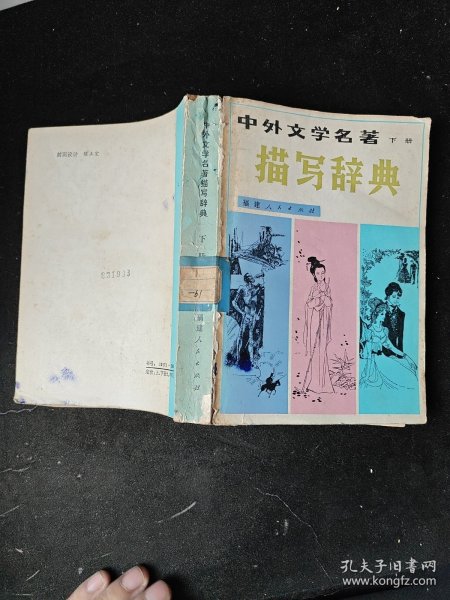 中外文学名著 下册
描写辞典
福建人民出版社
中外文学名著描写辞典 下册
-61
福建人民出版社
封面设计
孔夫子旧书网
www.kongfz.com